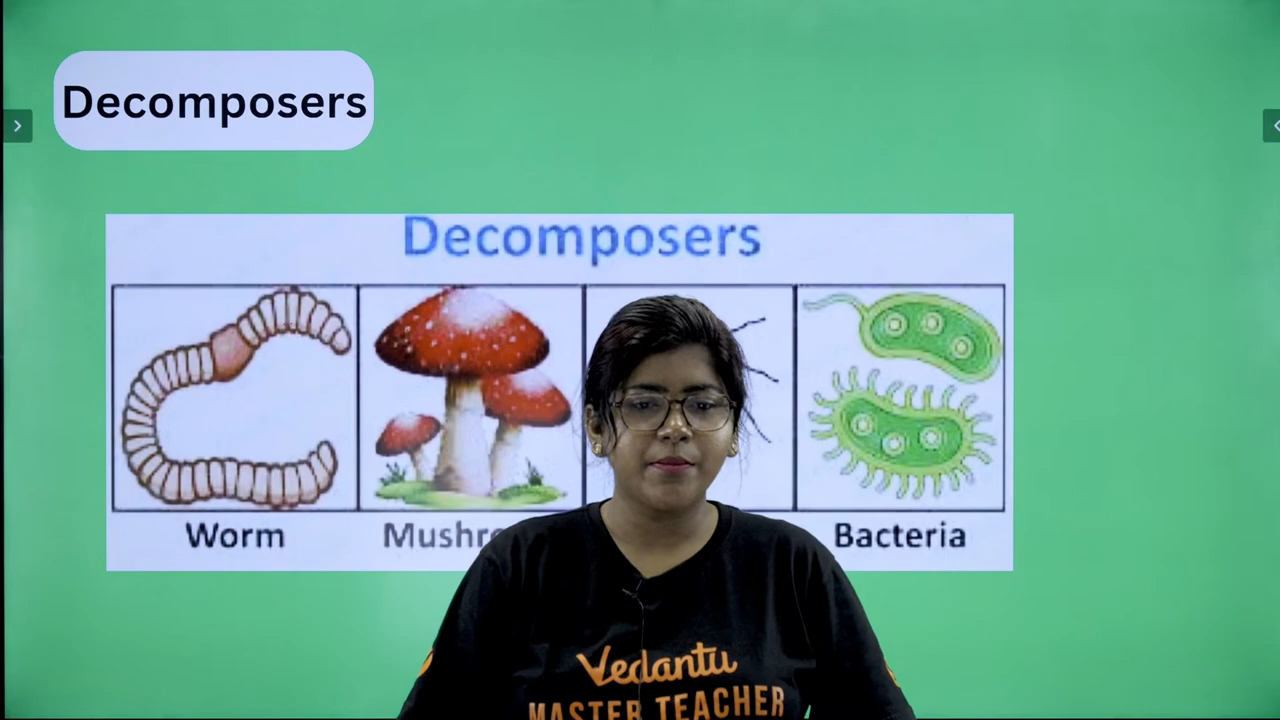 Decomposers
Decomposers
Worm
Bacteria
Vedantu
MASTER TEACHER